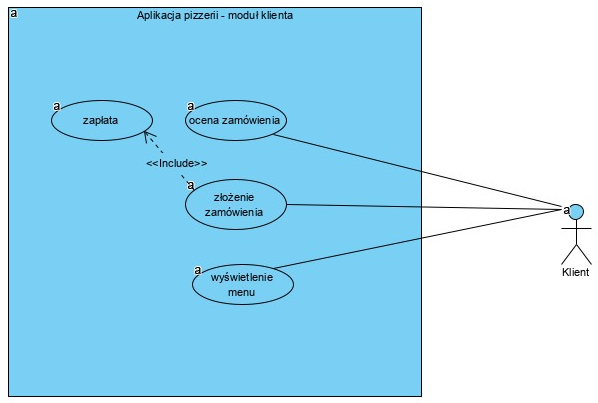 a
Aplikacja pizzerii - moduł klienta
a
zapłata
a
ocena zamówienia
<<Include>>
a
złożenie
zamówienia
a
Klient
a
wyświetlenie
menu